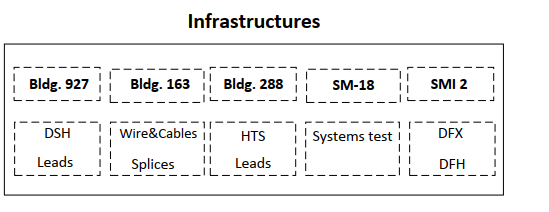 Infrastructures
Bldg. 927
Bldg. 163
Bldg. 288
SM-18
SMI 2
DSH
Leads
Wire&Cables
Splices
HTS
Leads
Systems test
DFX
DFH